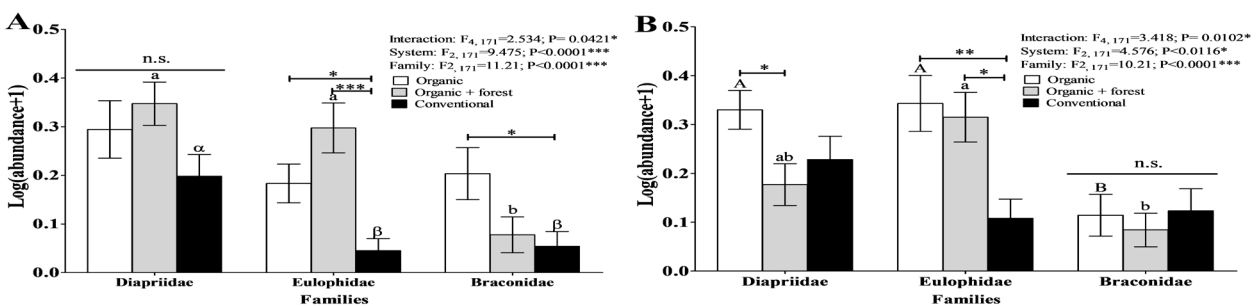 A
Interaction: F4, 171=2.534; P= 0.0421*
System: F2,171=9.475; P<0.0001***
Family: F2, 171=11.21; P<0.0001***
Organic
Organic + forest
Conventional
Log(abundance+1)
0.5
0.4
0.3
0.2
0.1
0.0
n.s.
a
α
*
***
a
β
*
b
β
Diapriidae
Eulophidae
Braconidae
Families
B
Interaction: F4, 171=3.418; P= 0.0102*
System: F2,171=4.576; P<0.0116*
Family: F2,171=10.21; P<0.0001***
Organic
Organic + forest
Conventional
Log(abundance+1)
0.5
0.4
0.3
0.2
0.1
0.0
*
A
ab
**
*
A
a
n.s.
B
b
Diapriidae
Eulophidae
Braconidae
Families